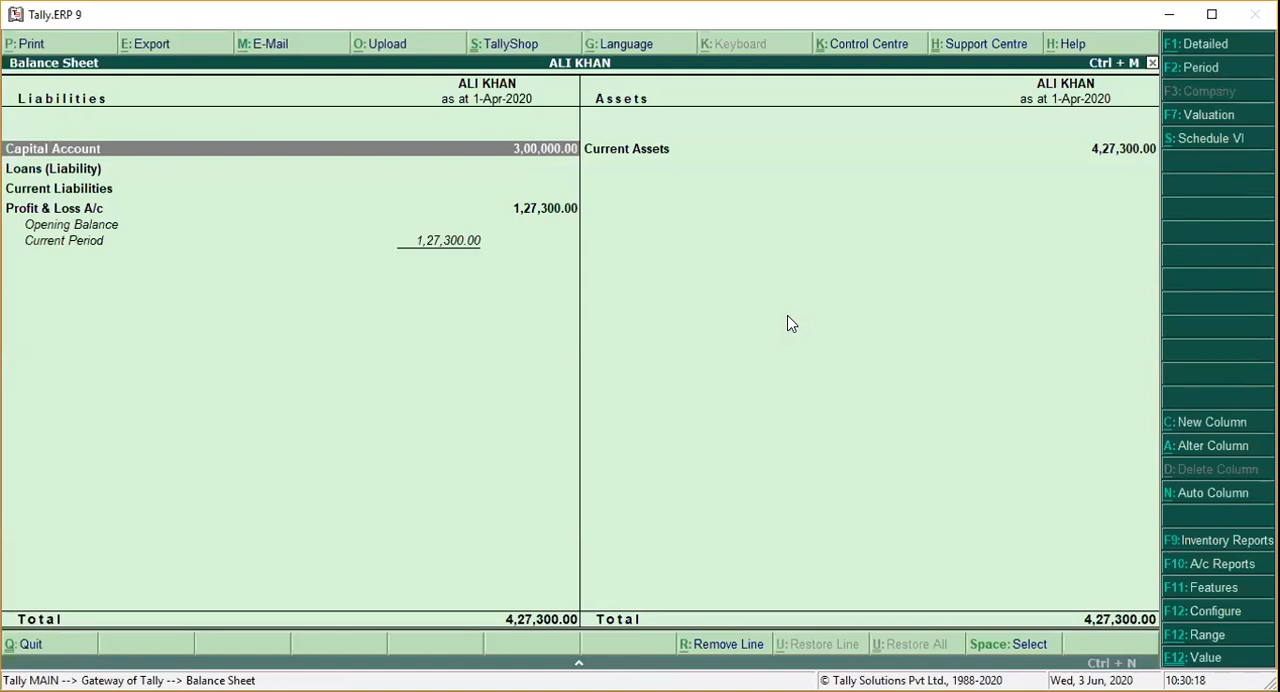 Tally.ERP 9
P: Print E: Export M: E-Mail O: Upload S: TallyShop G: Language K: Keyboard K: Control Centre H: Support Centre H: Help
Balance Sheet ALI KHAN Ctrl + M
Liabilities ALI KHAN as at 1-Apr-2020 Assets ALI KHAN as at 1-Apr-2020
Capital Account 3,00,000.00 Current Assets 4,27,300.00
Loans (Liability)
Current Liabilities
Profit & Loss A/c 1,27,300.00
Opening Balance
Current Period 1,27,300.00
Total 4,27,300.00 Total 4,27,300.00
F1: Detailed
F2: Period
F3: Company
F7: Valuation
S: Schedule VI
C: New Column
A: Alter Column
D: Delete Column
N: Auto Column
F9: Inventory Reports
F10: A/c Reports
F11: Features
F12: Configure
F12: Range
F12: Value
Q: Quit R: Remove Line U: Restore Line U: Restore All Space: Select
Ctrl + N
Tally MAIN --> Gateway of Tally --> Balance Sheet © Tally Solutions Pvt Ltd., 1988-2020 Wed, 3 Jun, 2020 10:30:18